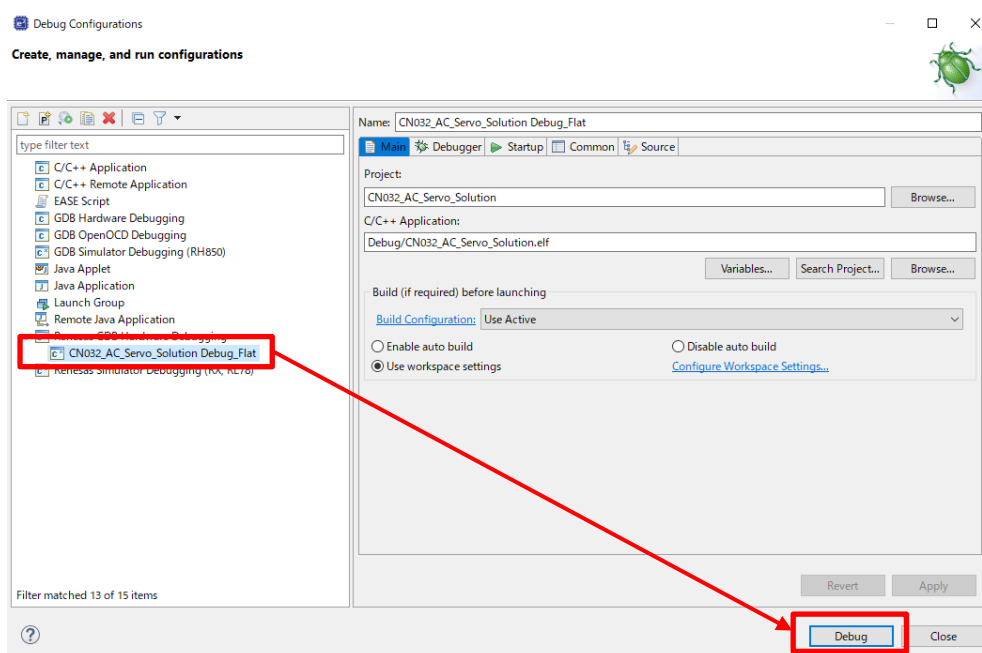 Debug Configurations
Create, manage, and run configurations
type filter text
C/C++ Application
C/C++ Remote Application
EASE Script
GDB Hardware Debugging
GDB OpenOCD Debugging
GDB Simulator Debugging (RH850)
Java Applet
Java Application
Launch Group
Remote Java Application
Renesas GDB Hardware Debugging
CN032_AC_Servo_Solution Debug_Flat
Renesas Simulator Debugging (RX, RL78)
Filter matched 13 of 15 items
Name: CN032_AC_Servo_Solution Debug_Flat
Main Debugger Startup Common Source
Project:
CN032_AC_Servo_Solution Browse...
C/C++ Application:
Debug/CN032_AC_Servo_Solution.elf
Variables... Search Project... Browse...
Build (if required) before launching
Build Configuration: Use Active
Enable auto build Disable auto build
Use workspace settings Configure Workspace Settings...
Revert Apply
Debug Close